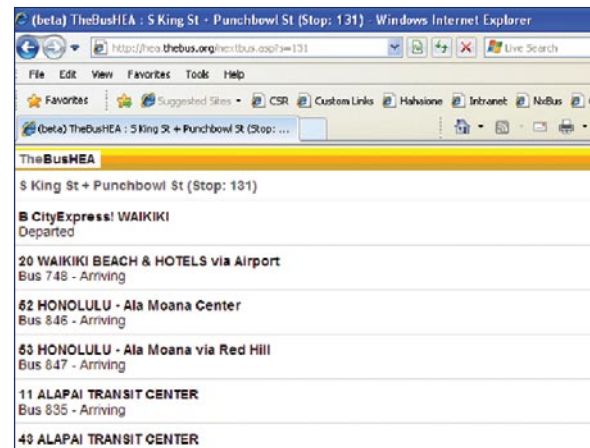 (beta) TheBusHEA : S King St + Punchbowl St (Stop: 131) - Windows Internet Explorer
http://hea.thebus.org/nextbus.asp?s=131
Live Search
File Edit View Favorites Tools Help
Favorites Suggested Sites CSR Custom Links Hahaione Intranet NxBus
(beta) TheBusHEA : S King St + Punchbowl St (Stop: ...
TheBusHEA
S King St + Punchbowl St (Stop: 131)
B CityExpress! WAIKIKI
Departed
20 WAIKIKI BEACH & HOTELS via Airport
Bus 748 - Arriving
52 HONOLULU - Ala Moana Center
Bus 846 - Arriving
53 HONOLULU - Ala Moana via Red Hill
Bus 847 - Arriving
11 ALAPAI TRANSIT CENTER
Bus 835 - Arriving
43 ALAPAI TRANSIT CENTER